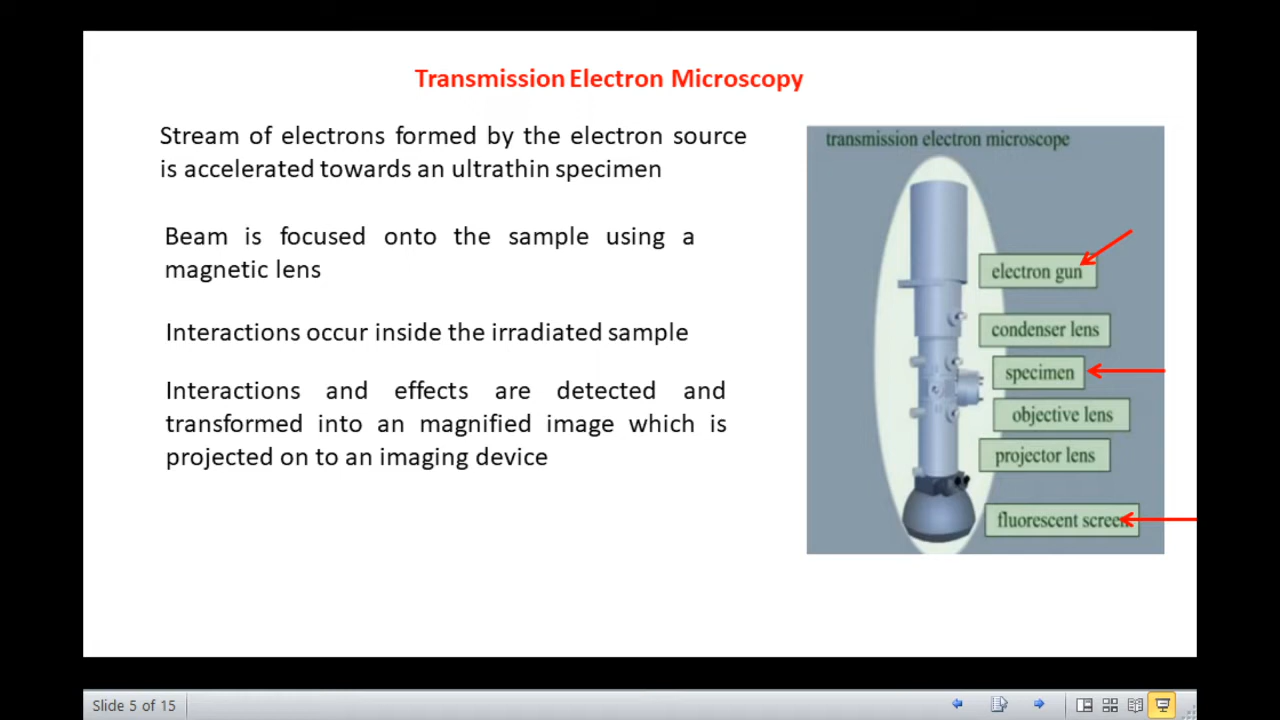 Transmission Electron Microscopy
Stream of electrons formed by the electron source
is accelerated towards an ultrathin specimen
Beam is focused onto the sample using a
magnetic lens
Interactions occur inside the irradiated sample
Interactions and effects are detected and
transformed into an magnified image which is
projected on to an imaging device
transmission electron microscope
electron gun
condenser lens
specimen
objective lens
projector lens
fluorescent screen
Slide 5 of 15